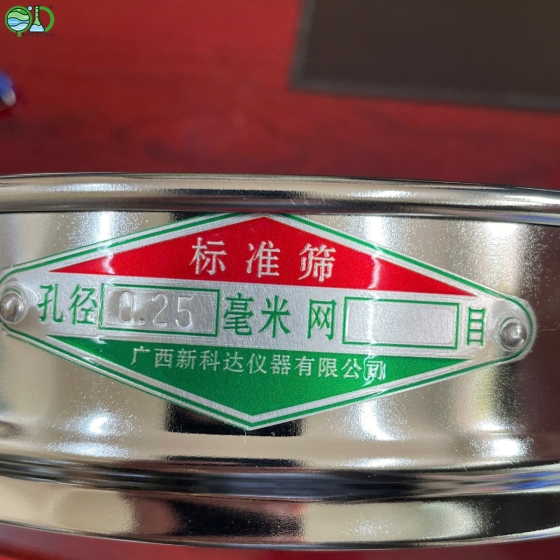 标准筛
孔径 0.25 毫米 网 目
广西新科达仪器有限公司